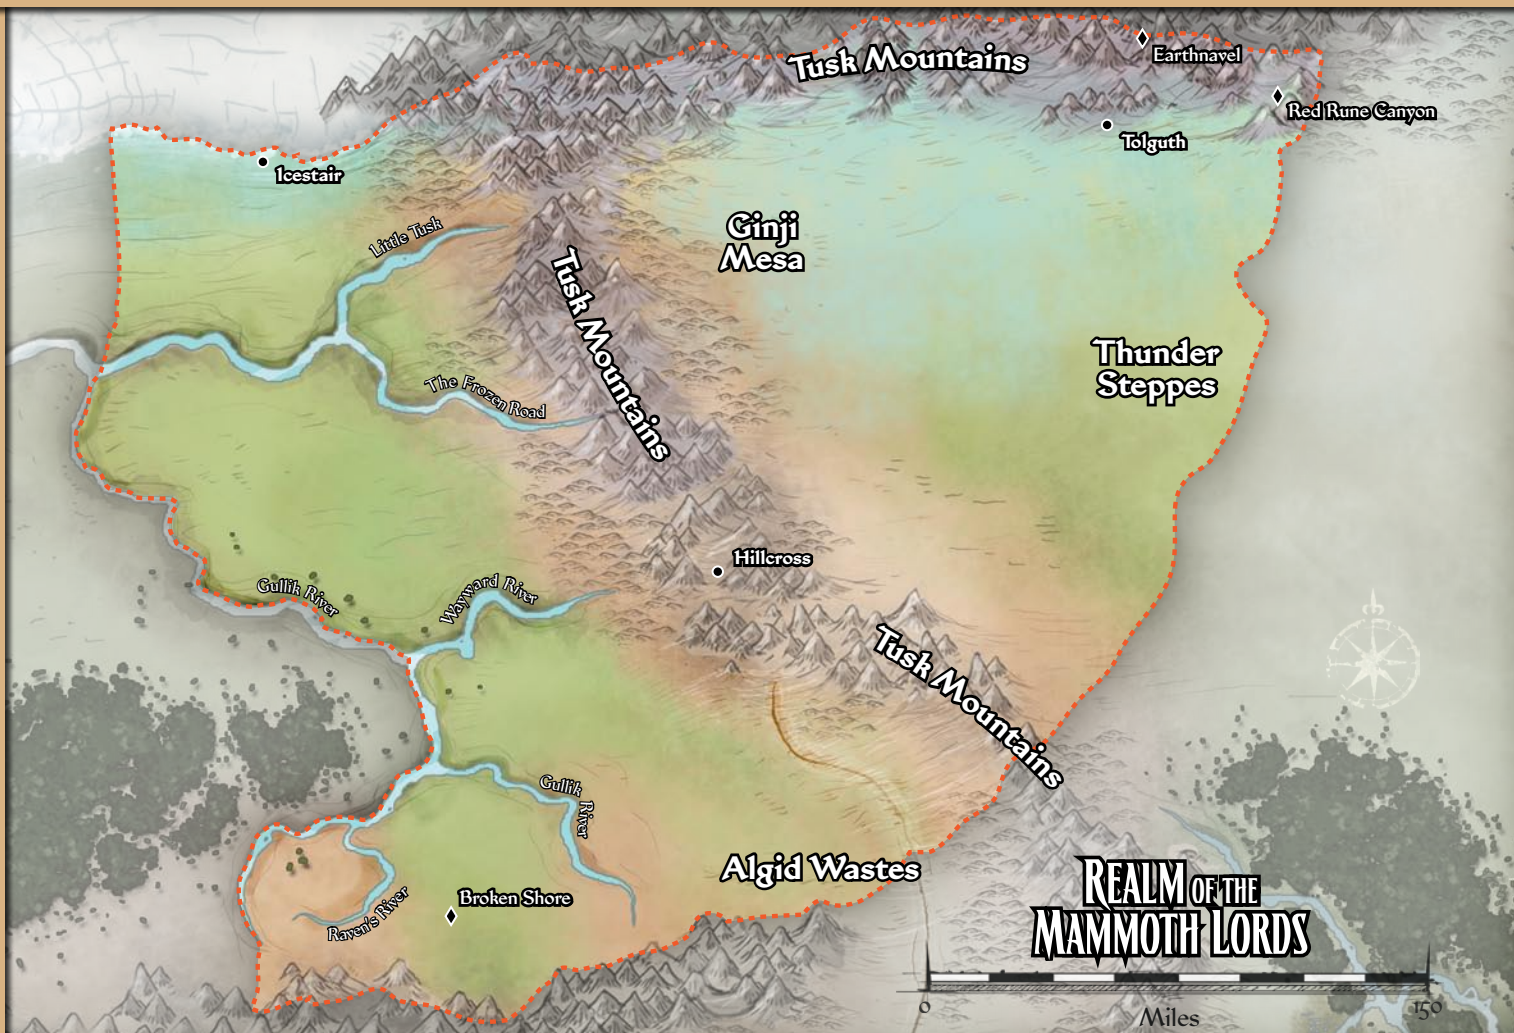 Tusk Mountains
Earthnavel
Red Rune Canyon
Tolguth
Icestair
Little Tusk
Ginji
Mesa
Tusk Mountains
Thunder
Steppes
The Frozen Road
Hillcross
Gullik River
Wayward River
Tusk Mountains
Gullik River
Algid Wastes
Broken Shore
Raven's River
Realm of the
Mammoth Lords
0 150
Miles